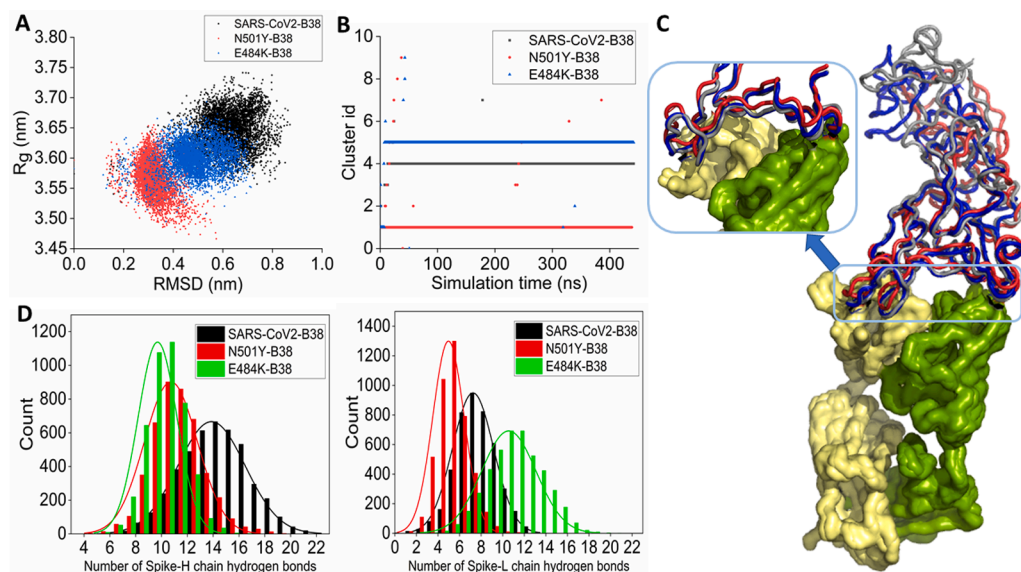 A
SARS-CoV2-B38
N501Y-B38
E484K-B38
3.80
3.75
3.70
3.65
3.60
3.55
3.50
3.45
Rg (nm)
0.0 0.2 0.4 0.6 0.8 1.0
RMSD (nm)
B
SARS-CoV2-B38
N501Y-B38
E484K-B38
10
8
6
4
2
0
Cluster id
0 100 200 300 400
Simulation time (ns)
C
D
SARS-CoV2-B38
N501Y-B38
E484K-B38
1200
1000
800
600
400
200
0
Count
4 6 8 10 12 14 16 18 20 22
Number of Spike-H chain hydrogen bonds
SARS-CoV2-B38
N501Y-B38
E484K-B38
1400
1200
1000
800
600
400
200
0
Count
0 2 4 6 8 10 12 14 16 18 20 22
Number of Spike-L chain hydrogen bonds